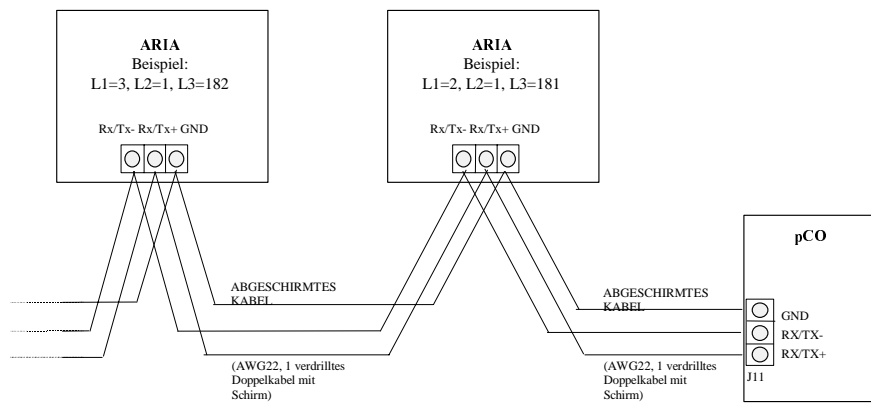 ARIA
Beispiel:
L1=3, L2=1, L3=182
Rx/Tx- Rx/Tx+ GND
ARIA
Beispiel:
L1=2, L2=1, L3=181
Rx/Tx- Rx/Tx+ GND
pCO
ABGESCHIRMTES
KABEL
ABGESCHIRMTES
KABEL
GND
RX/TX-
RX/TX+
J11
(AWG22, 1 verdrilltes
Doppelkabel mit
Schirm)
(AWG22, 1 verdrilltes
Doppelkabel mit
Schirm)